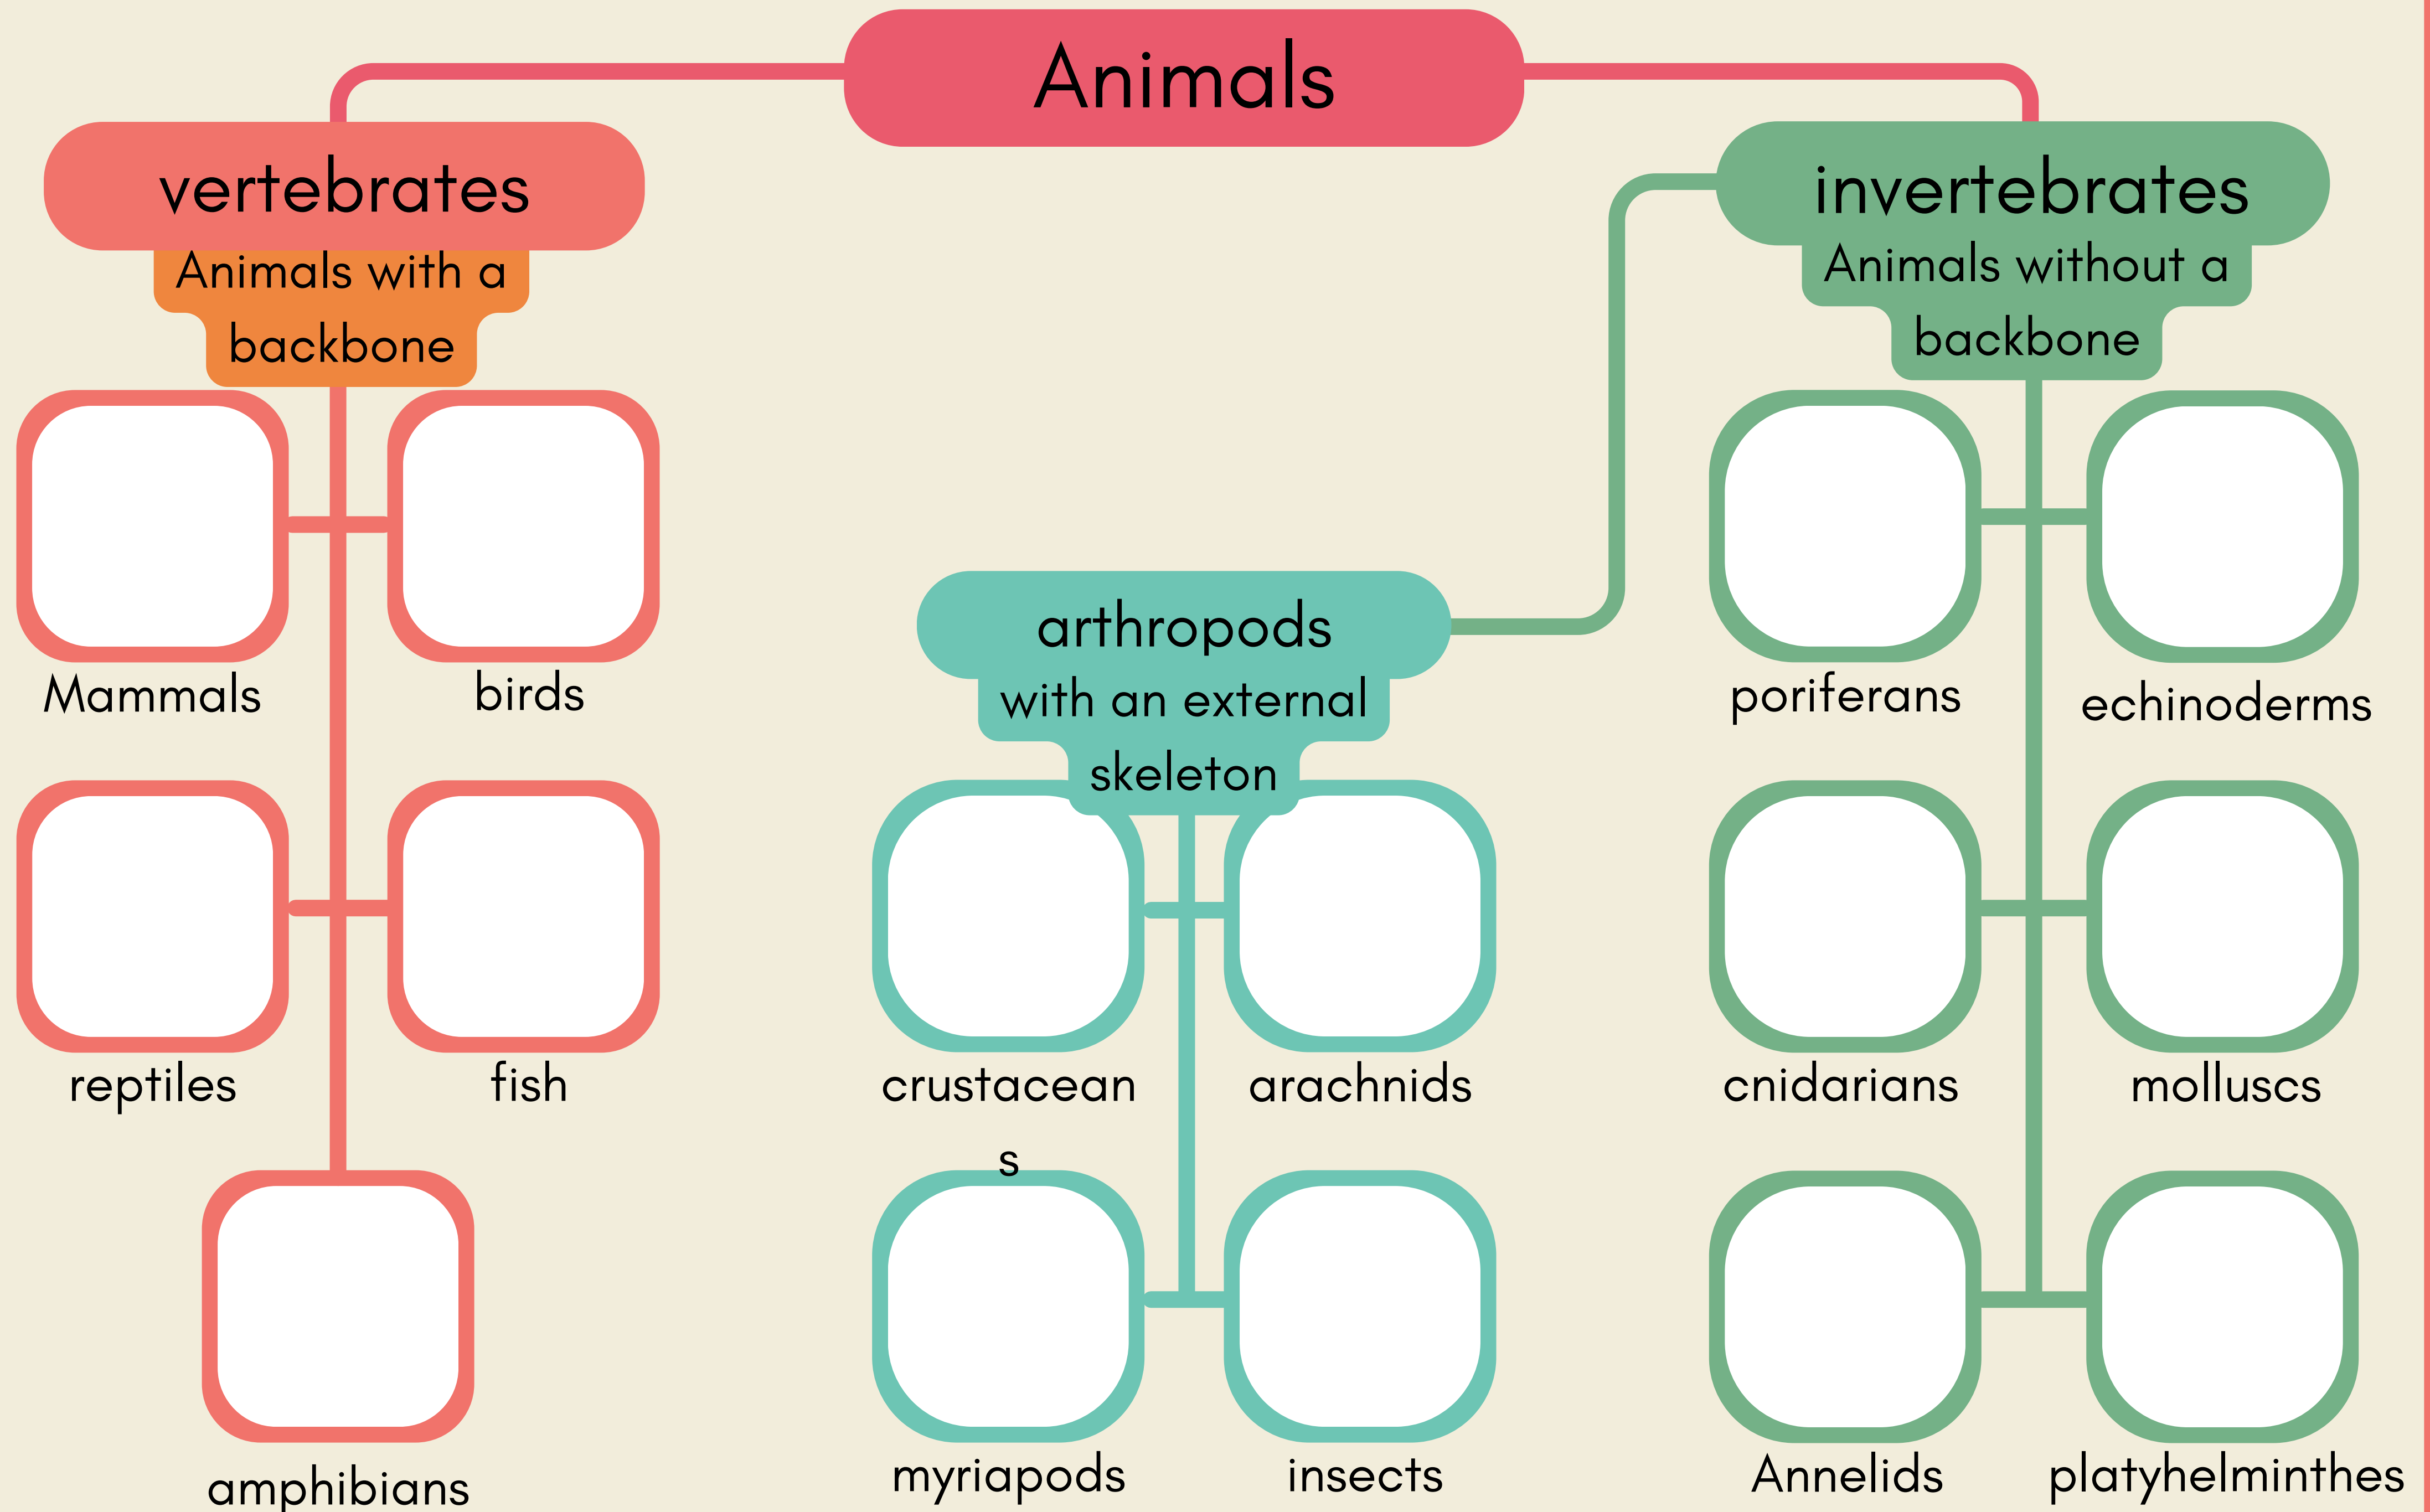 Animals
vertebrates
Animals with a
backbone
Mammals
birds
reptiles
fish
amphibians
invertebrates
Animals without a
backbone
arthropods
with an external
skeleton
crustacean
s
arachnids
myriapods
insects
poriferans
echinoderms
cnidarians
molluscs
Annelids
platyhelminthes